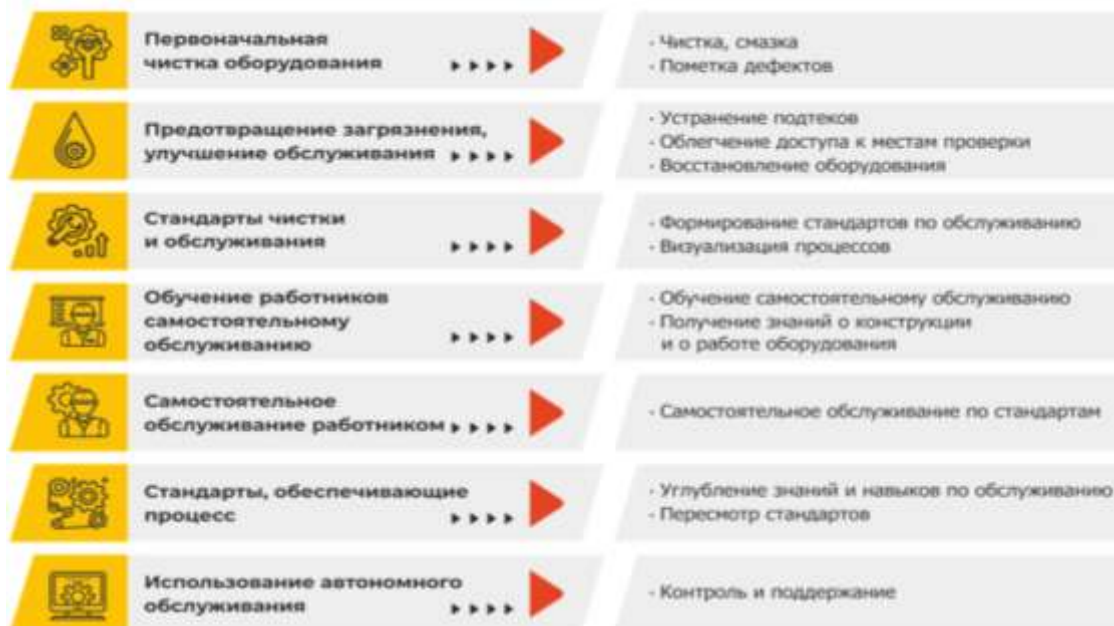 Первоначальная
чистка оборудования
· Чистка, смазка
· Пометка дефектов
Предотвращение загрязнения,
улучшение обслуживания
· Устранение подтеков
· Облегчение доступа к местам проверки
· Восстановление оборудования
Стандарты чистки
и обслуживания
· Формирование стандартов по обслуживанию
· Визуализация процессов
Обучение работников
самостоятельному
обслуживанию
· Обучение самостоятельному обслуживанию
· Получение знаний о конструкции
и о работе оборудования
Самостоятельное
обслуживание работником
· Самостоятельное обслуживание по стандартам
Стандарты, обеспечивающие
процесс
· Углубление знаний и навыков по обслуживанию
· Пересмотр стандартов
Использование автономного
обслуживания
· Контроль и поддержание